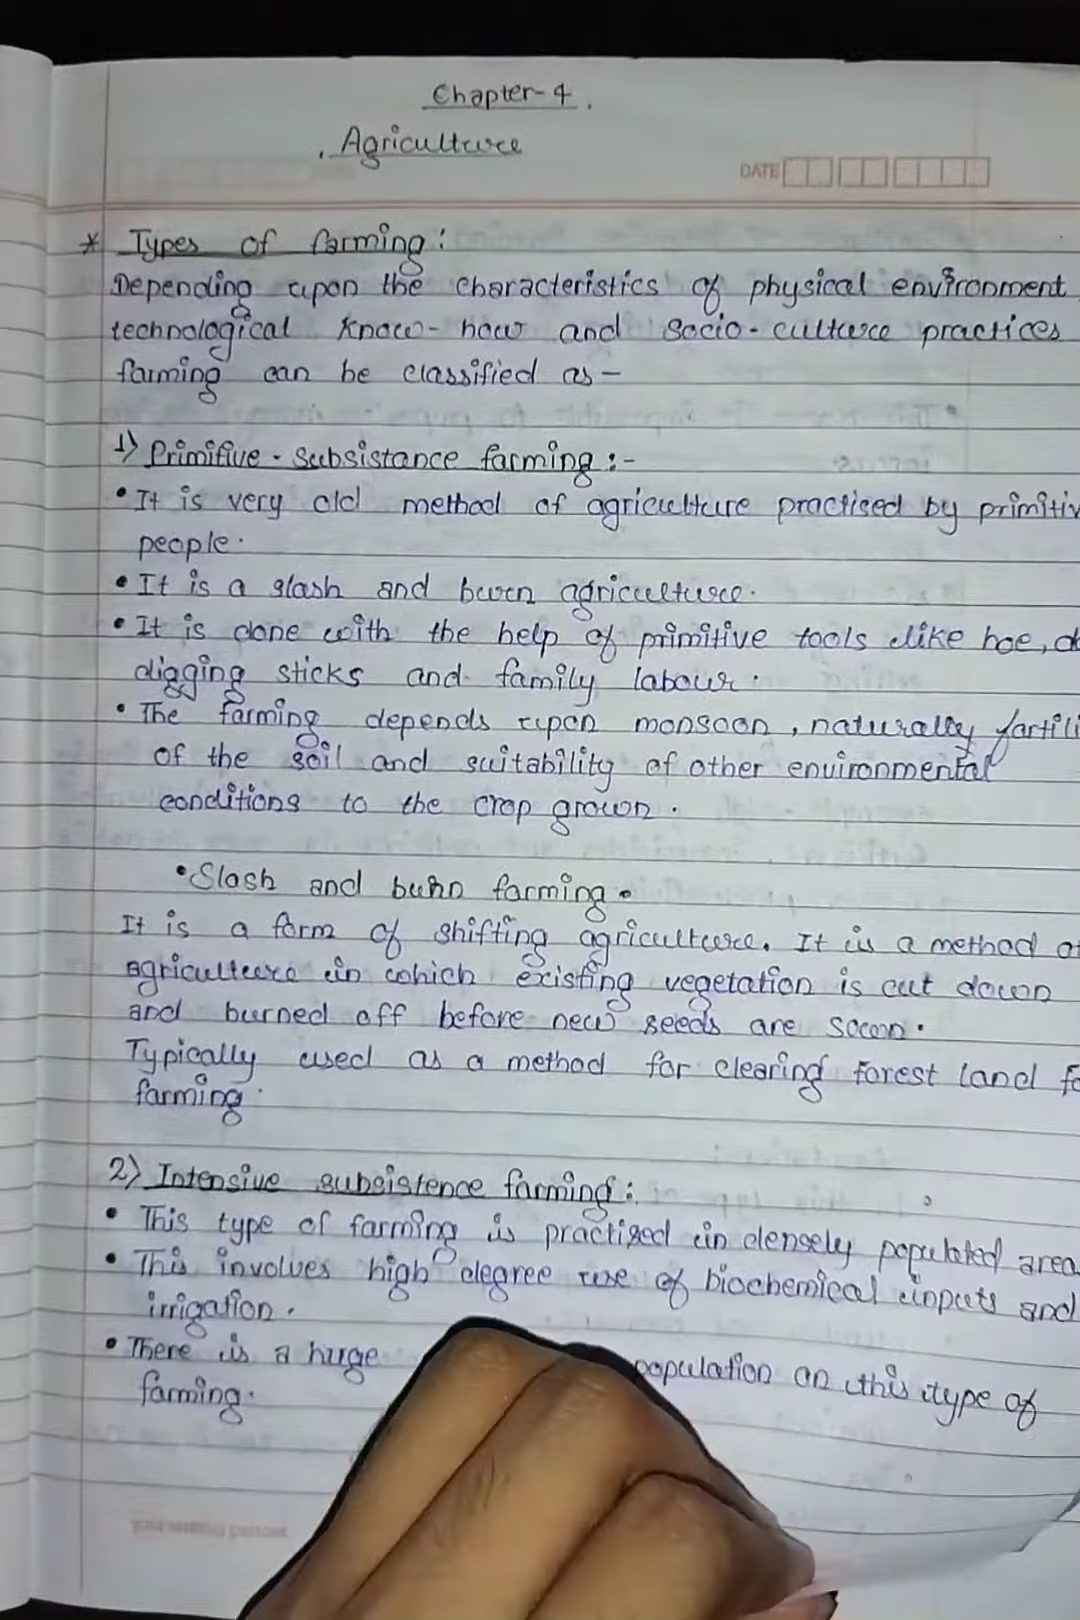 Chapter-4.
Agriculture
DATE
* Types of farming:
Depending upon the characteristics of physical environment
technological know-how and socio-culture practices
farming can be classified as -
1) Primitive-subsistance farming :-
• It is very old method of agriculture practised by primitiv
people.
• It is a slash and burn agriculture.
• It is done with the help of primitive tools like hoe, d
digging sticks and family labour.
• The farming depends upon monsoon, naturally fartili
of the soil and suitability of other environmental
conditions to the crop grown.
• Slash and burn farming •
It is a form of shifting agriculture. It is a method of
agriculture in which existing vegetation is cut down
and burned off before new seeds are sown.
Typically used as a method for clearing forest land fo
farming.
2) Intensive subsistence farming:
• This type of farming is practised in densely populated area
• This involves high degree use of biochemical inputs and
irrigation.
• There is a huge population on this type of
farming.